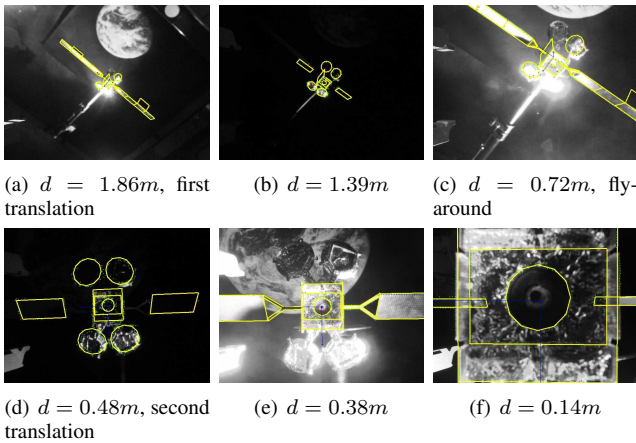 (a) d = 1.86m, first
translation
(b) d = 1.39m
(c) d = 0.72m, fly-
around
(d) d = 0.48m, second
translation
(e) d = 0.38m
(f) d = 0.14m